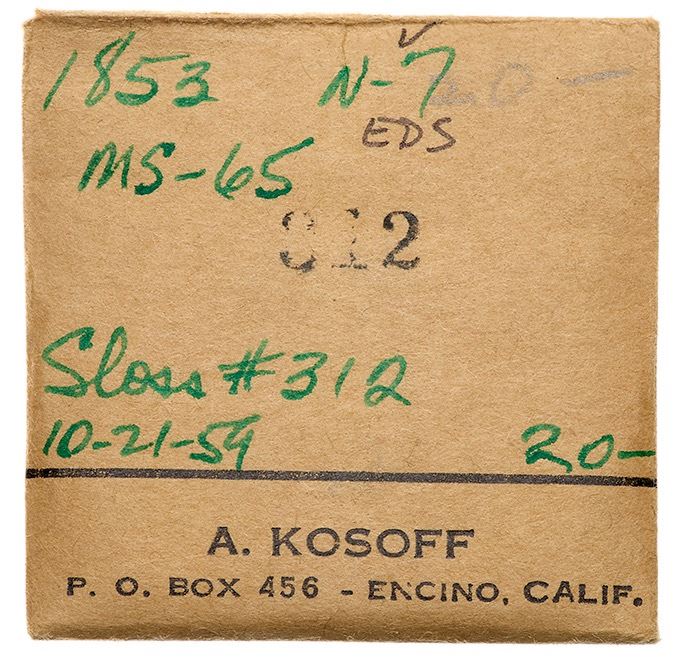 1853 N-7
EDS
MS-65
312
Sloss #312
10-21-59 20-
A. KOSOFF
P. O. BOX 456 - ENCINO, CALIF.